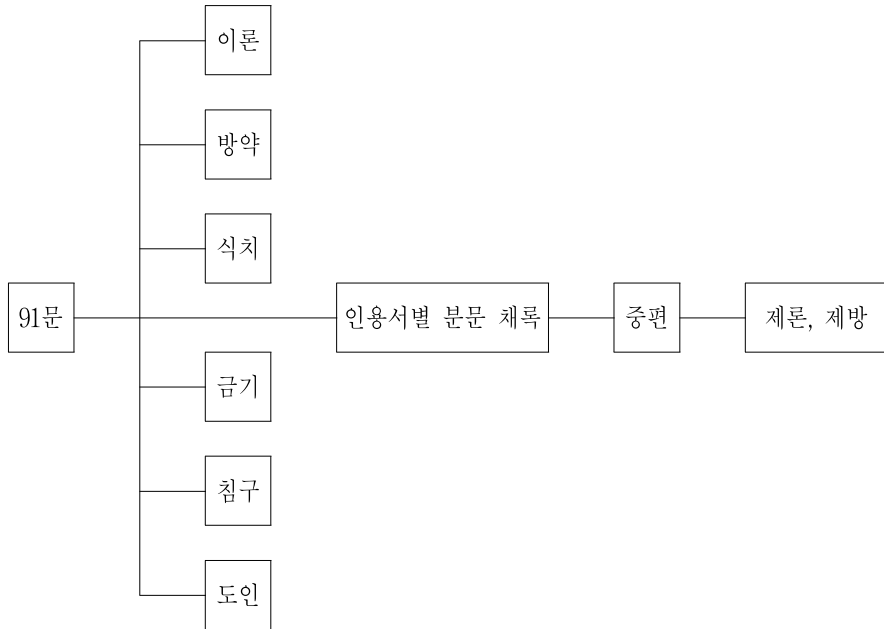 이론
방약
식치
91문
인용서별 분문 채록
중편
제론, 제방
금기
침구
도인